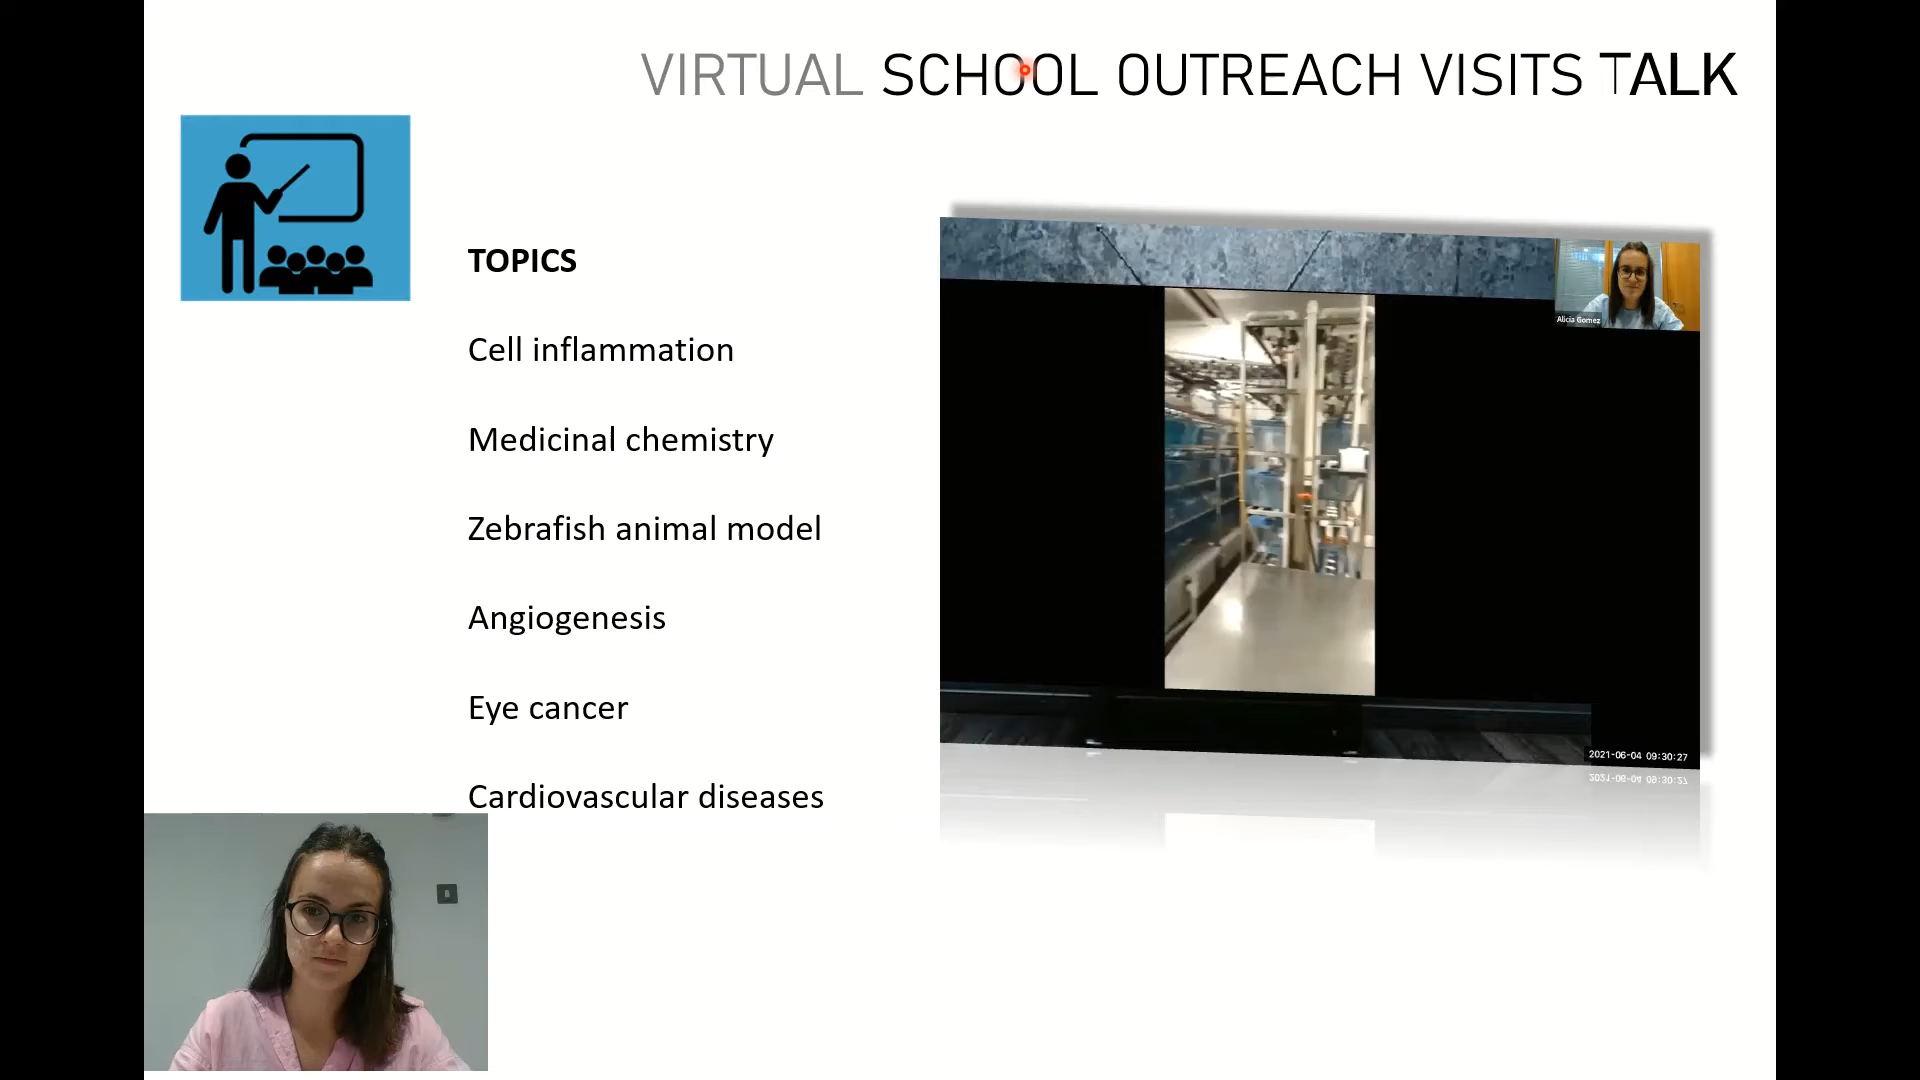 VIRTUAL SCHOOL OUTREACH VISITS TALK
TOPICS
Cell inflammation
Medicinal chemistry
Zebrafish animal model
Angiogenesis
Eye cancer
Cardiovascular diseases
Alicia Gomez
2021-06-04 09:30:27